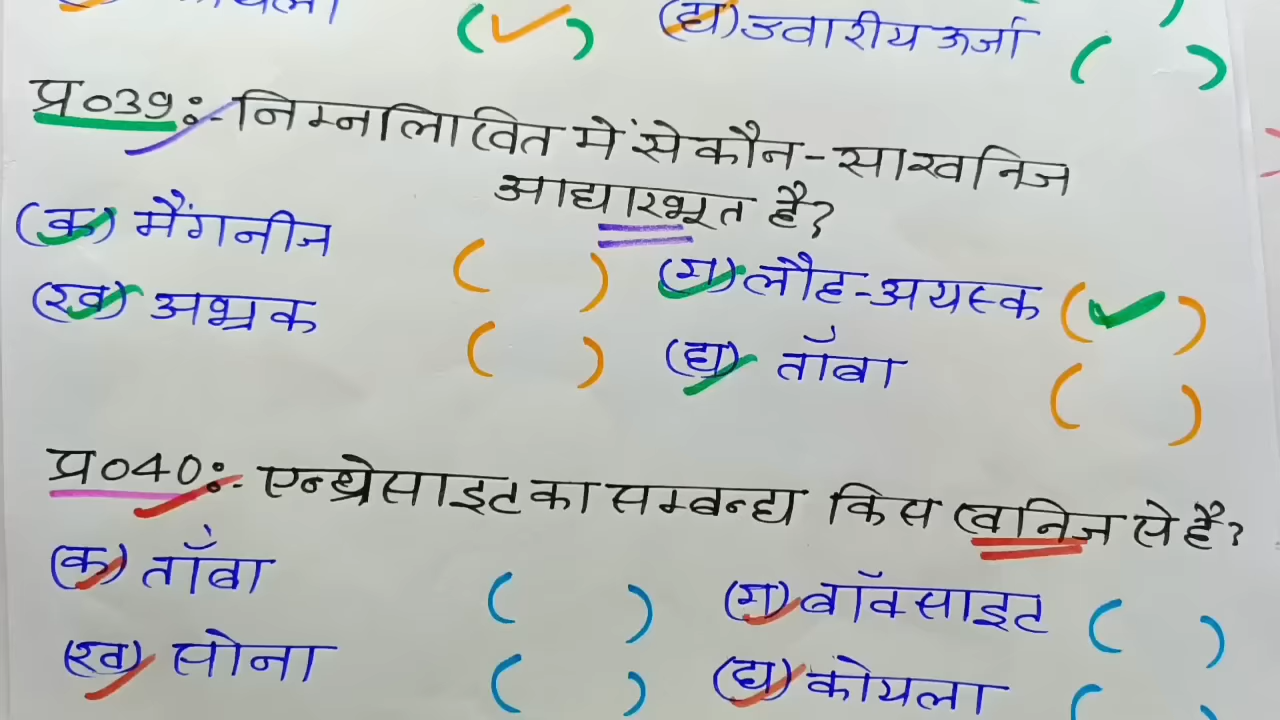 (घ) ज्वारीय ऊर्जा ( )
प्र०39:- निम्नलिखित में से कौन-सा खनिज
आधारभूत है?
(क) मैंगनीज ( ) (ग) लौह-अयस्क (✓)
(ख) अभ्रक ( ) (घ) ताँबा ( )
प्र०40:- एन्थ्रेसाइट का सम्बन्ध किस खनिज से है?
(क) ताँबा ( ) (ग) बॉक्साइट ( )
(ख) सोना ( ) (घ) कोयला (